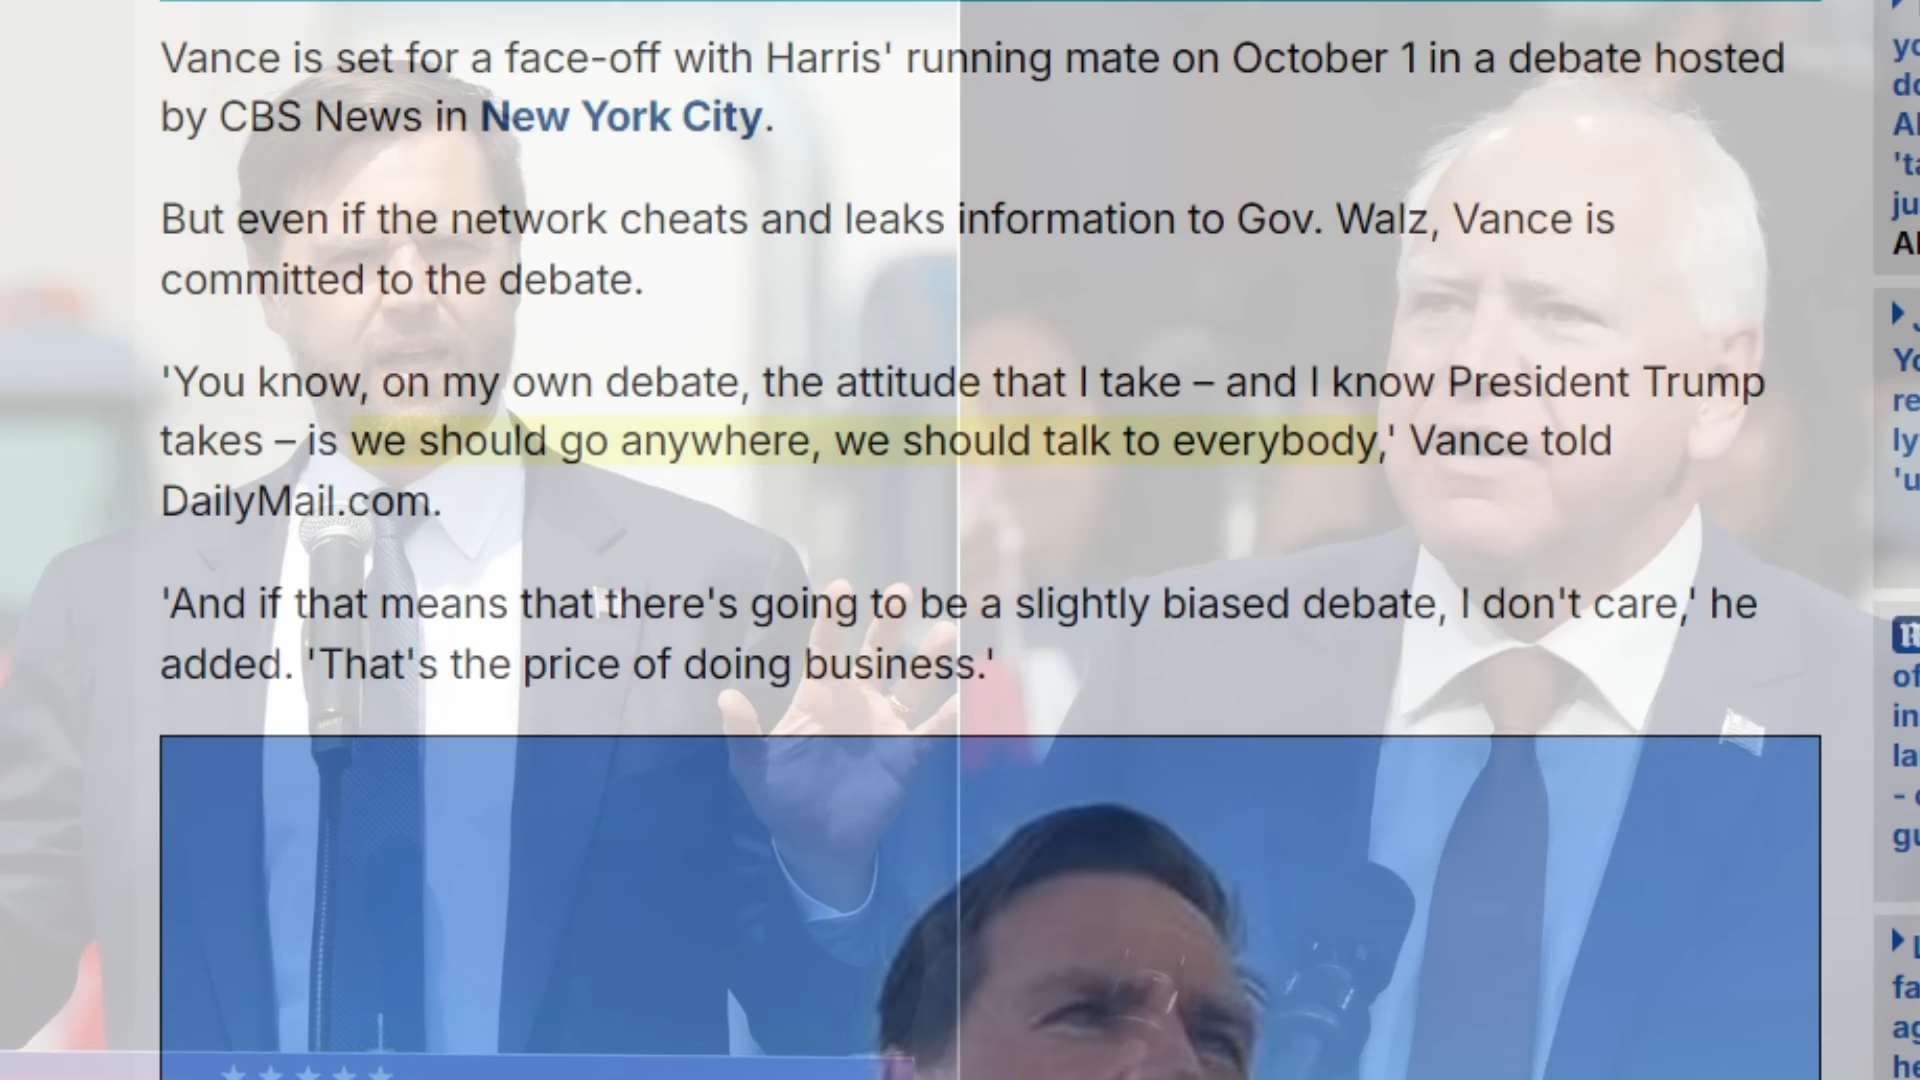 Vance is set for a face-off with Harris' running mate on October 1 in a debate hosted
by CBS News in New York City.
But even if the network cheats and leaks information to Gov. Walz, Vance is
committed to the debate.
'You know, on my own debate, the attitude that I take – and I know President Trump
takes – is we should go anywhere, we should talk to everybody,' Vance told
DailyMail.com.
'And if that means that there's going to be a slightly biased debate, I don't care,' he
added. 'That's the price of doing business.'